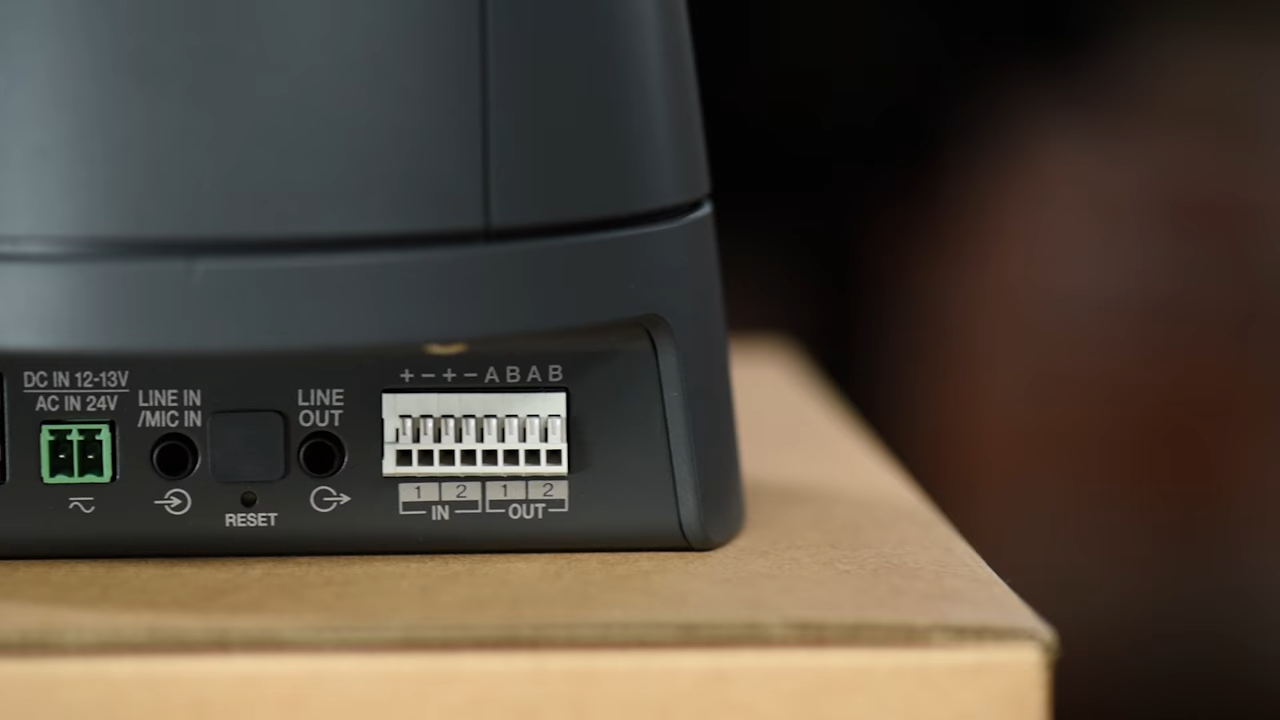 DC IN 12-13V
AC IN 24V
LINE IN
/MIC IN
RESET
LINE
OUT
+ - + - A B A B
1 2 1 2
IN OUT